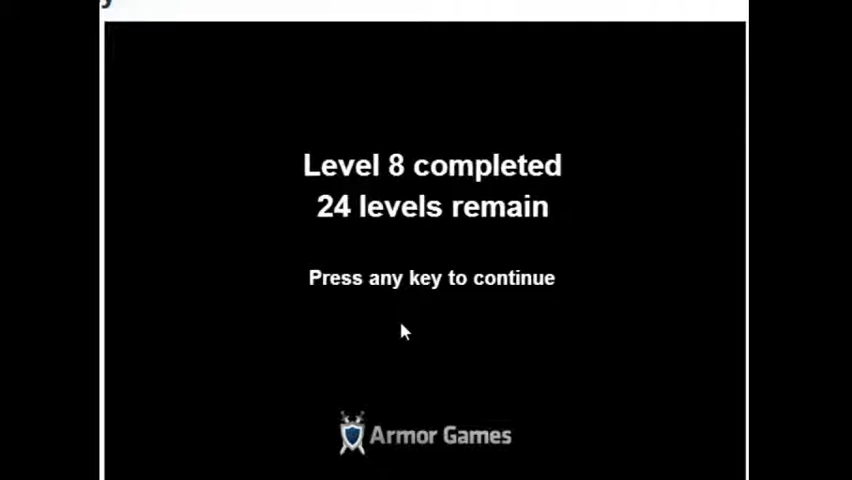 Level 8 completed
24 levels remain
Press any key to continue
Armor Games